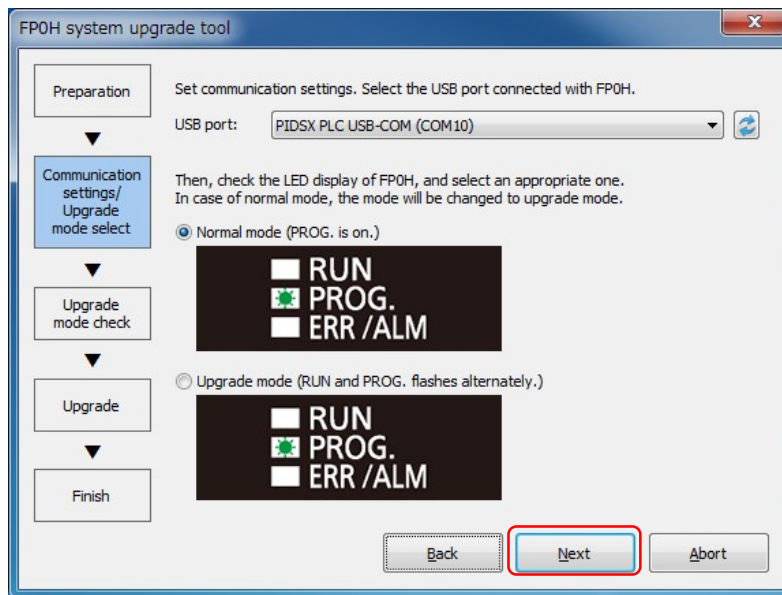 FP0H system upgrade tool
Preparation
Communication
settings/
Upgrade
mode select
Upgrade
mode check
Upgrade
Finish
Set communication settings. Select the USB port connected with FP0H.
USB port: PIDSX PLC USB-COM (COM10)
Then, check the LED display of FP0H, and select an appropriate one.
In case of normal mode, the mode will be changed to upgrade mode.
Normal mode (PROG. is on.)
RUN
PROG.
ERR /ALM
Upgrade mode (RUN and PROG. flashes alternately.)
RUN
PROG.
ERR /ALM
Back Next Abort